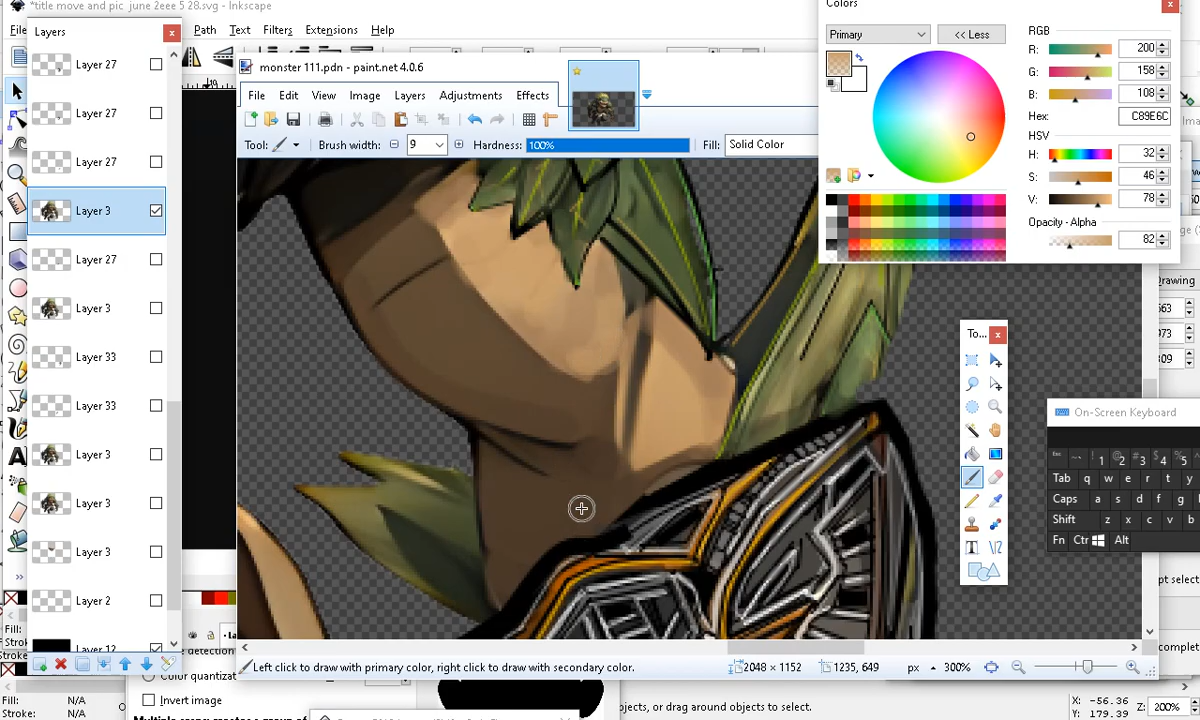 *title move and pic june 2eee 5 28.svg - Inkscape
Path Text Filters Extensions Help
Layers
Layer 27
Layer 27
Layer 27
Layer 3
Layer 27
Layer 3
Layer 33
Layer 33
Layer 3
Layer 3
Layer 3
Layer 2
Layer 12
monster 111.pdn - paint.net 4.0.6
File Edit View Image Layers Adjustments Effects
Tool: Brush width: 9 Hardness: 100% Fill: Solid Color
Colors
Primary << Less
RGB
R: 200
G: 158
B: 108
Hex: C89E6C
HSV
H: 32
S: 46
V: 78
Opacity - Alpha
82
To...
On-Screen Keyboard
Tab q w e r t y
Caps a s d f g
Shift z x c v b
Fn Ctr Alt
Left click to draw with primary color, right click to draw with secondary color.
2048 × 1152 1235, 649 px 300%
Fill: N/A
Stroke: N/A
Invert image
bjects, or drag around objects to select.
X: -56.36
Y: 179.39
Z: 200%